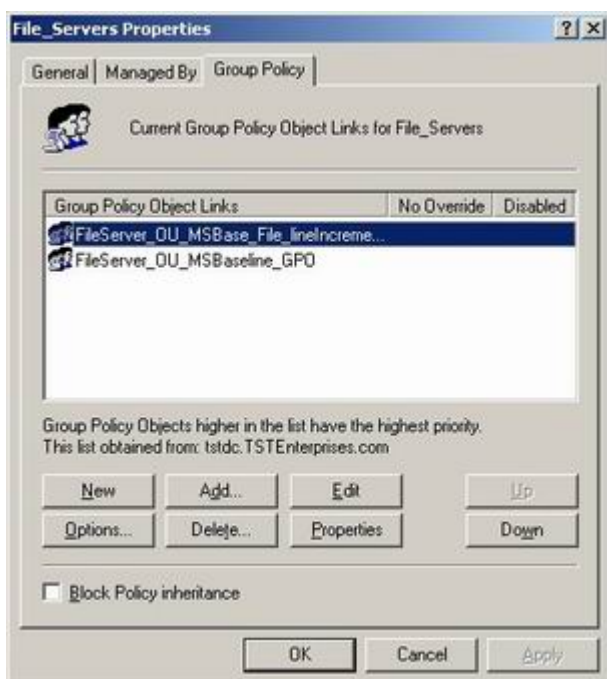 File_Servers Properties
General Managed By Group Policy
Current Group Policy Object Links for File_Servers
Group Policy Object Links No Override Disabled
FileServer_OU_MSBase_File_lineIncreme...
FileServer_OU_MSBaseline_GPO
Group Policy Objects higher in the list have the highest priority.
This list obtained from: tstdc.TSTEnterprises.com
New Add... Edit Up
Options... Delete... Properties Down
Block Policy inheritance
OK Cancel Apply